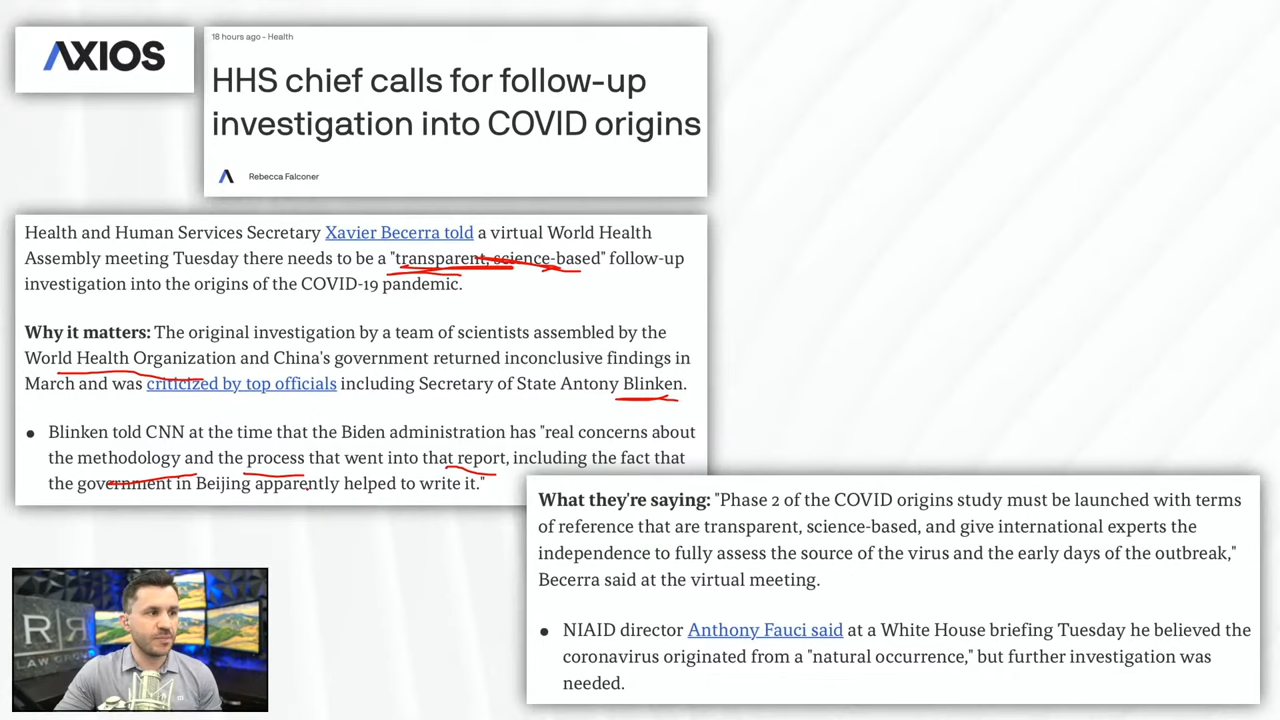 AXIOS
18 hours ago - Health
HHS chief calls for follow-up
investigation into COVID origins
Rebecca Falconer
Health and Human Services Secretary Xavier Becerra told a virtual World Health
Assembly meeting Tuesday there needs to be a "transparent, science-based" follow-up
investigation into the origins of the COVID-19 pandemic.
Why it matters: The original investigation by a team of scientists assembled by the
World Health Organization and China's government returned inconclusive findings in
March and was criticized by top officials including Secretary of State Antony Blinken.
• Blinken told CNN at the time that the Biden administration has "real concerns about
the methodology and the process that went into that report, including the fact that
the government in Beijing apparently helped to write it."
What they're saying: "Phase 2 of the COVID origins study must be launched with terms
of reference that are transparent, science-based, and give international experts the
independence to fully assess the source of the virus and the early days of the outbreak,"
Becerra said at the virtual meeting.
• NIAID director Anthony Fauci said at a White House briefing Tuesday he believed the
coronavirus originated from a "natural occurrence," but further investigation was
needed.
R R
LAW GROUP